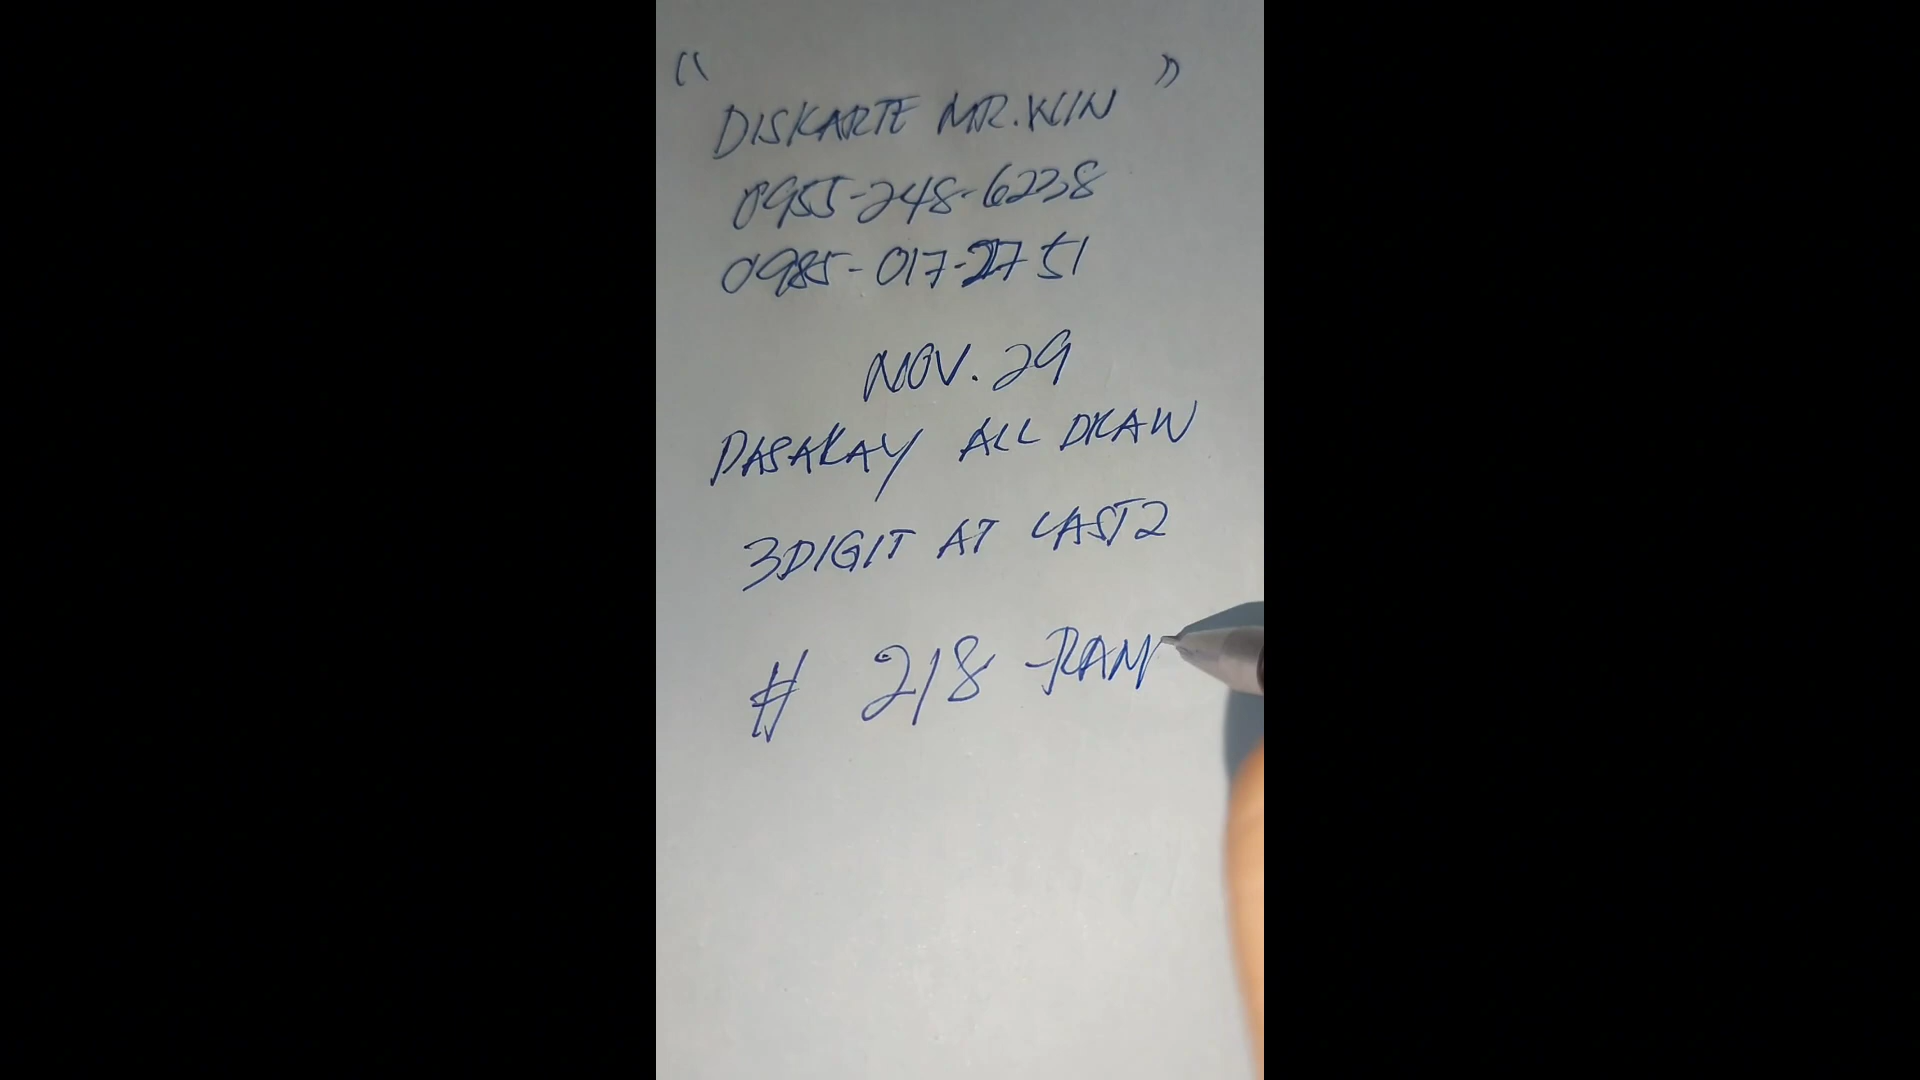 "                    "
DISKARTE MR.WIN
0955-248-6238
0985-017-2751
NOV. 29
PASAKAY ALL DRAW
3DIGIT AT LAST2
# 218 -RAM